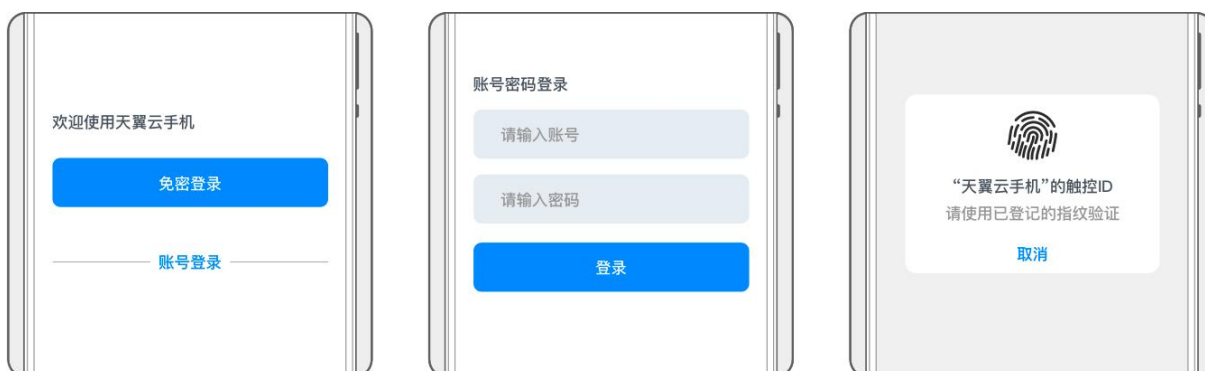 欢迎使用天翼云手机
免密登录
账号登录
账号密码登录
请输入账号
请输入密码
登录
“天翼云手机”的触控ID
请使用已登记的指纹验证
取消